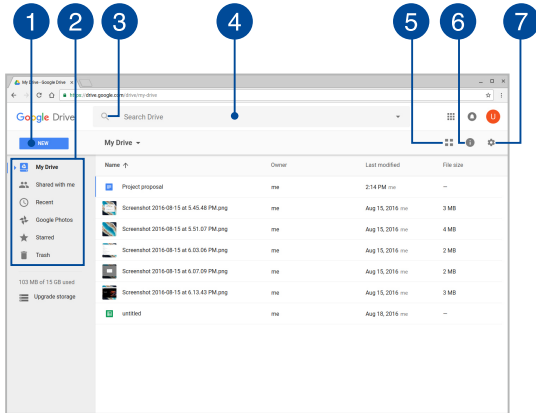 1 2 3 4 5 6 7
My Drive - Google Drive
https://drive.google.com/drive/my-drive
Google Drive
Search Drive
U
NEW
My Drive
My Drive
Shared with me
Recent
Google Photos
Starred
Trash
103 MB of 15 GB used
Upgrade storage
Name Owner Last modified File size
Project proposal me 2:14 PM me –
Screenshot 2016-08-15 at 5.45.48 PM.png me Aug 15, 2016 me 3 MB
Screenshot 2016-08-15 at 5.51.07 PM.png me Aug 15, 2016 me 4 MB
Screenshot 2016-08-15 at 6.03.06 PM.png me Aug 15, 2016 me 2 MB
Screenshot 2016-08-15 at 6.07.09 PM.png me Aug 15, 2016 me 2 MB
Screenshot 2016-08-15 at 6.13.43 PM.png me Aug 15, 2016 me 3 MB
untitled me Aug 18, 2016 me –